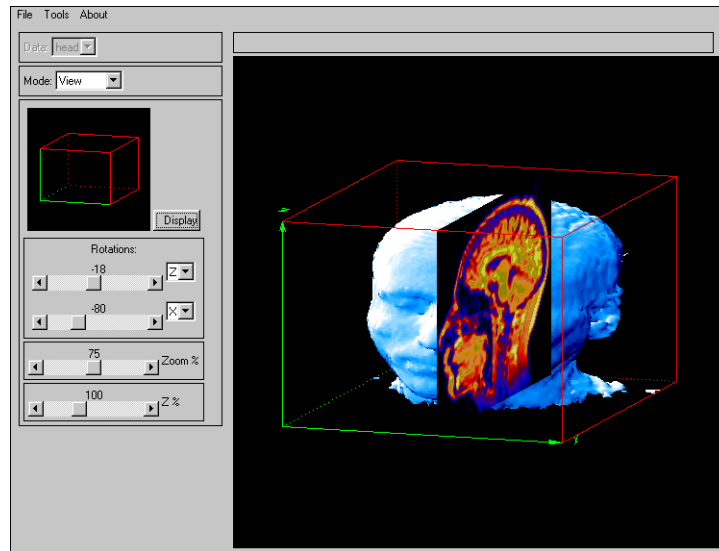 File Tools About
Data: head
Mode: View
Display
Rotations:
-18
Z
-80
X
75
Zoom %
100
Z %